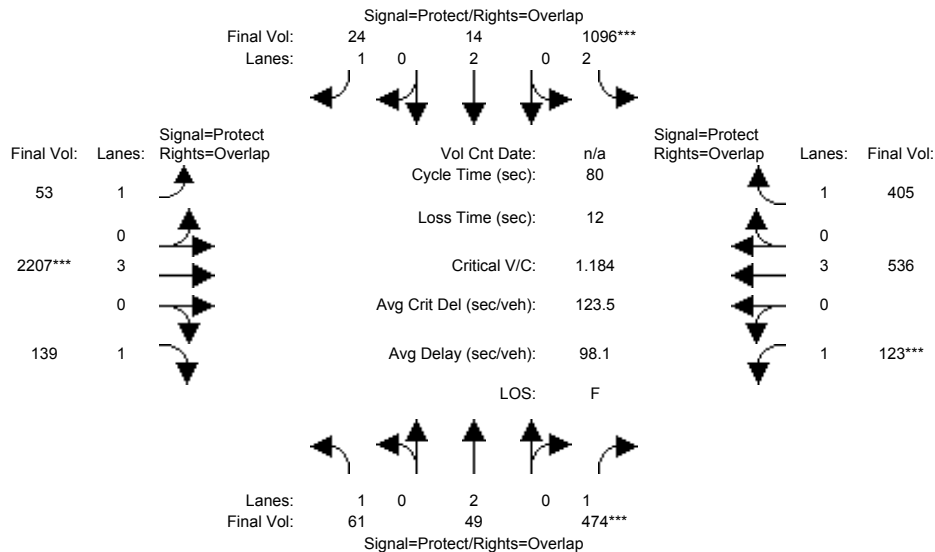 Signal=Protect/Rights=Overlap
Final Vol: 24 14 1096***
Lanes: 1 0 2 0 2
Signal=Protect Signal=Protect
Final Vol: Lanes: Rights=Overlap Vol Cnt Date: n/a Rights=Overlap Lanes: Final Vol:
Cycle Time (sec): 80
53 1 1 405
Loss Time (sec): 12
0 0
2207*** 3 Critical V/C: 1.184 3 536
0 Avg Crit Del (sec/veh): 123.5 0
139 1 Avg Delay (sec/veh): 98.1 1 123***
LOS: F
Lanes: 1 0 2 0 1
Final Vol: 61 49 474***
Signal=Protect/Rights=Overlap